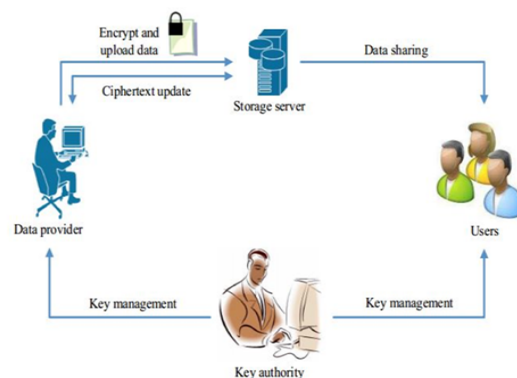 Encrypt and
upload data
Data sharing
Ciphertext update
Storage server
Data provider
Users
Key management
Key management
Key authority